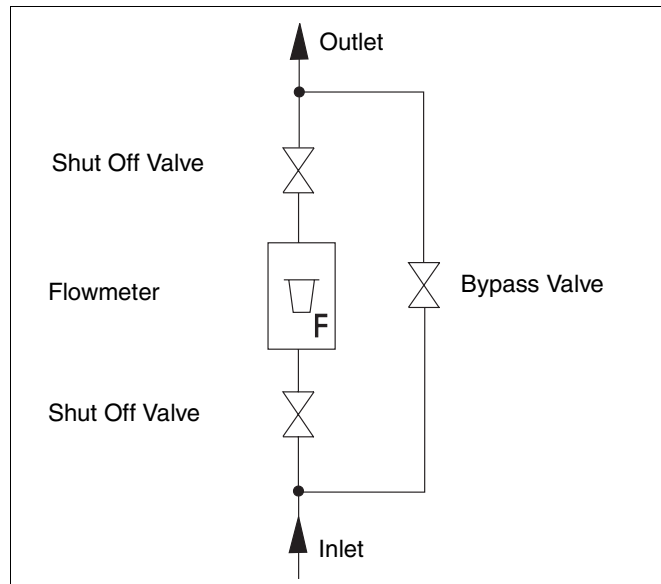 Outlet
Shut Off Valve
Flowmeter
F
Bypass Valve
Shut Off Valve
Inlet